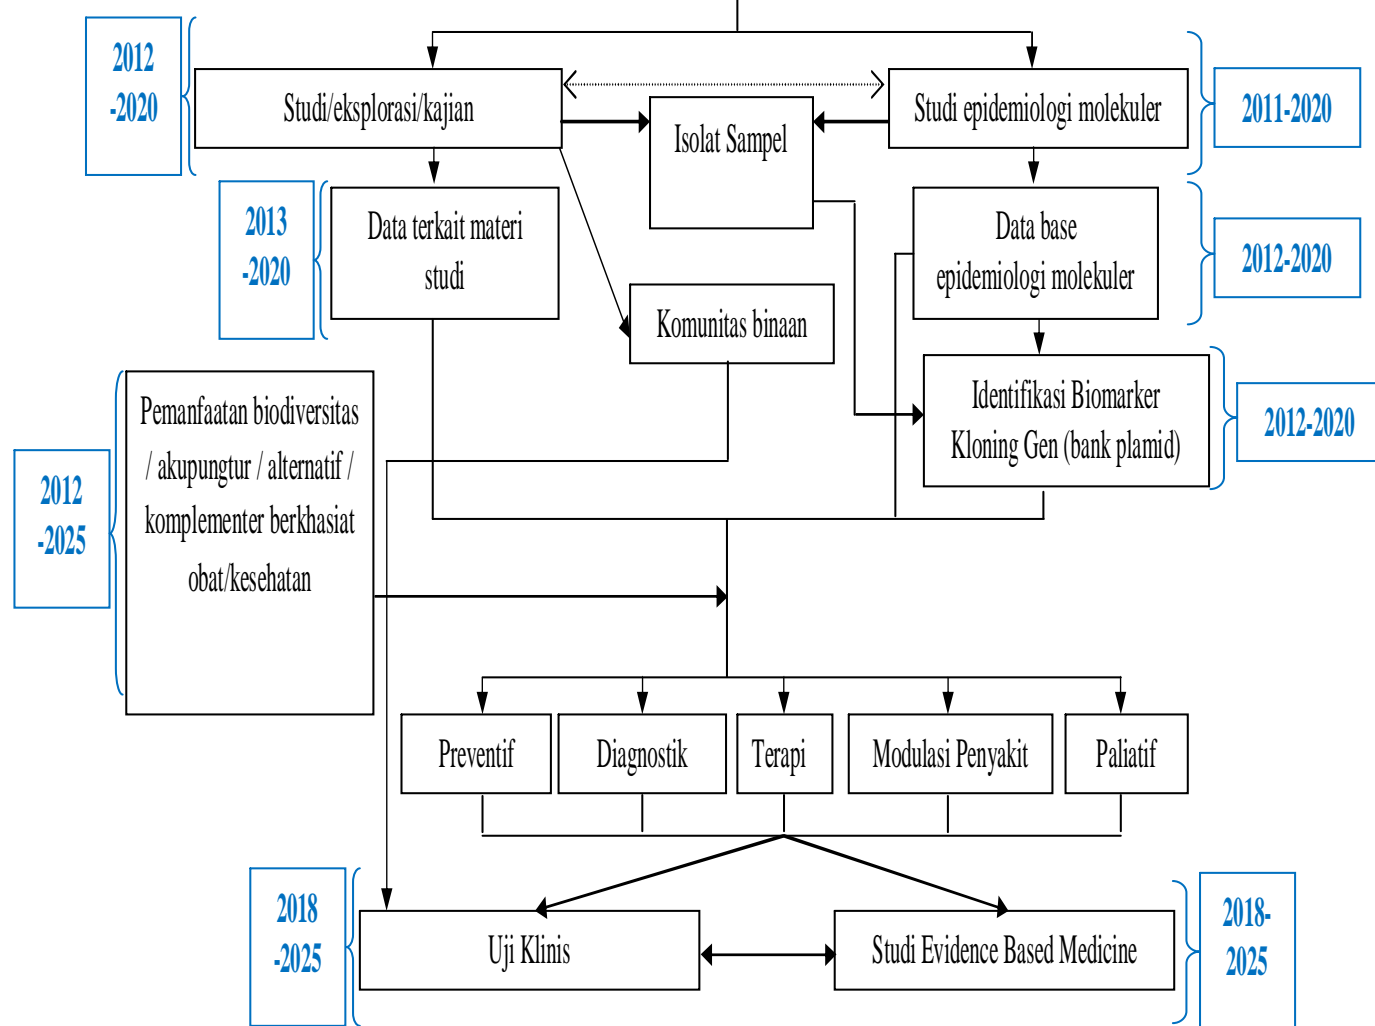 2012
-2020
Studi/eksplorasi/kajian
Isolat Sampel
Studi epidemiologi molekuler
2011-2020
2013
-2020
Data terkait materi
studi
Data base
epidemiologi molekuler
2012-2020
Komunitas binaan
Identifikasi Biomarker
Kloning Gen (bank plamid)
2012-2020
2012
-2025
Pemanfaatan biodiversitas
/ akupungtur / alternatif /
komplementer berkhasiat
obat/kesehatan
Preventif
Diagnostik
Terapi
Modulasi Penyakit
Paliatif
2018
-2025
Uji Klinis
Studi Evidence Based Medicine
2018-
2025